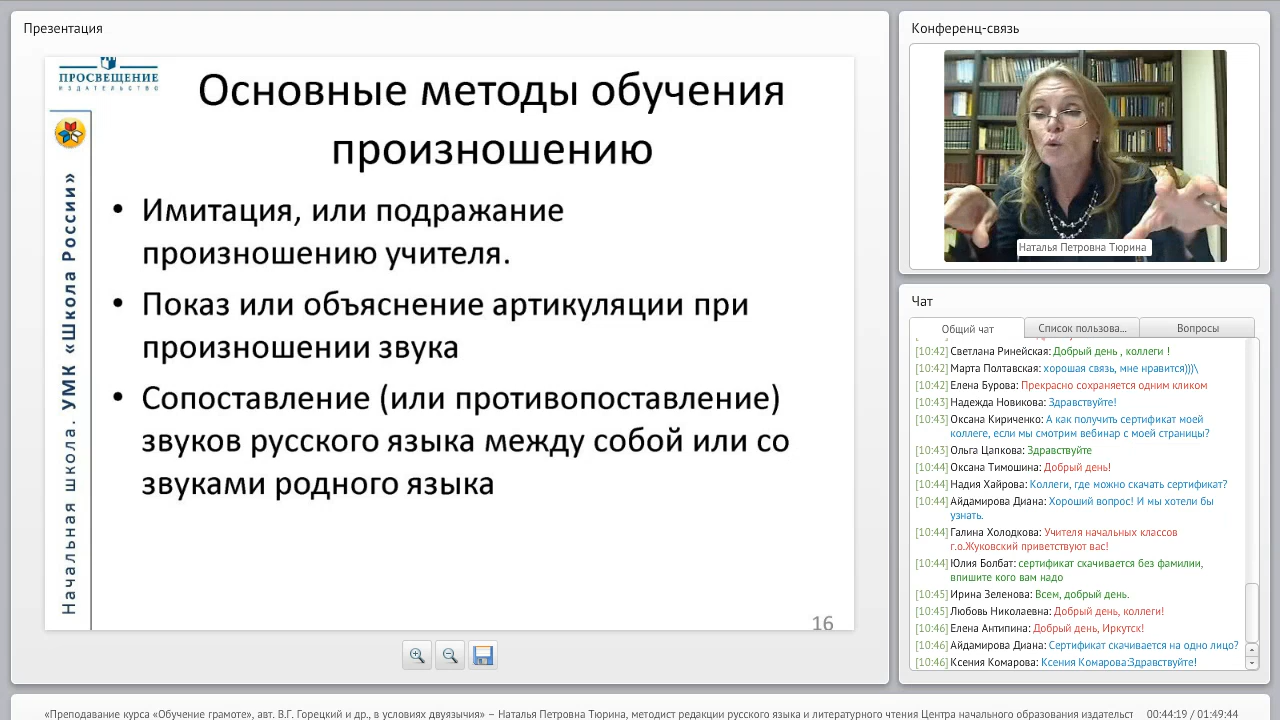 Презентация
ПРОСВЕЩЕНИЕ
ИЗДАТЕЛЬСТВО
Начальная школа. УМК «Школа России»
Основные методы обучения
произношению
• Имитация, или подражание
произношению учителя.
• Показ или объяснение артикуляции при
произношении звука
• Сопоставление (или противопоставление)
звуков русского языка между собой или со
звуками родного языка
16
Конференц-связь
Наталья Петровна Тюрина
Чат
Общий чат
Список пользова...
Вопросы
[10:42] Светлана Ринейская: Добрый день , коллеги !
[10:42] Марта Полтавская: хорошая связь, мне нравится)))\
[10:42] Елена Бурова: Прекрасно сохраняется одним кликом
[10:43] Надежда Новикова: Здравствуйте!
[10:43] Оксана Кириченко: А как получить сертификат моей
коллеге, если мы смотрим вебинар с моей страницы?
[10:43] Ольга Цапкова: Здравствуйте
[10:44] Оксана Тимошина: Добрый день!
[10:44] Надия Хайрова: Коллеги, где можно скачать сертификат?
[10:44] Айдамирова Диана: Хороший вопрос! И мы хотели бы
узнать.
[10:44] Галина Холодкова: Учителя начальных классов
г.о.Жуковский приветствуют вас!
[10:44] Юлия Болбат: сертификат скачивается без фамилии,
впишите кого вам надо
[10:45] Ирина Зеленова: Всем, добрый день.
[10:45] Любовь Николаевна: Добрый день, коллеги!
[10:46] Елена Антипина: Добрый день, Иркутск!
[10:46] Айдамирова Диана: Сертификат скачивается на одно лицо?
[10:46] Ксения Комарова: Ксения Комарова:Здравствуйте!
«Преподавание курса «Обучение грамоте», авт. В.Г. Горецкий и др., в условиях двуязычия» – Наталья Петровна Тюрина, методист редакции русского языка и литературного чтения Центра начального образования издательст 00:44:19 / 01:49:44